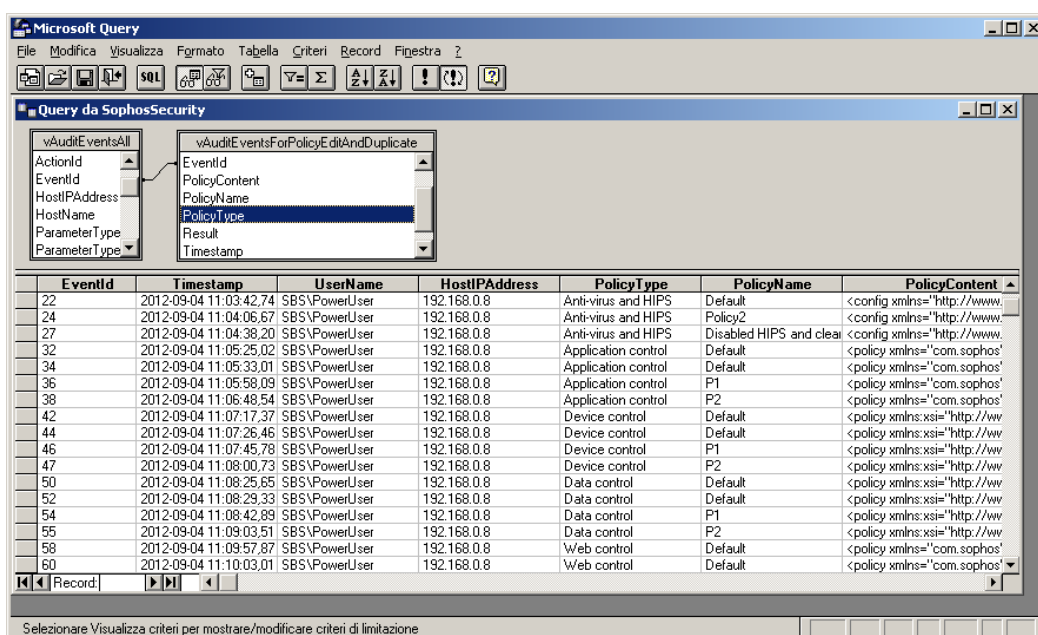 Microsoft Query
File Modifica Visualizza Formato Tabella Criteri Record Finestra ?
SQL
Query da SophosSecurity
vAuditEventsAll
ActionId
EventId
HostIPAddress
HostName
ParameterType
ParameterType
vAuditEventsForPolicyEditAndDuplicate
EventId
PolicyContent
PolicyName
PolicyType
Result
Timestamp
EventId Timestamp UserName HostIPAddress PolicyType PolicyName PolicyContent
22 2012-09-04 11:03:42,74 SBS\PowerUser 192.168.0.8 Anti-virus and HIPS Default <config xmlns="http://www.
24 2012-09-04 11:04:06,67 SBS\PowerUser 192.168.0.8 Anti-virus and HIPS Policy2 <config xmlns="http://www.
27 2012-09-04 11:04:38,20 SBS\PowerUser 192.168.0.8 Anti-virus and HIPS Disabled HIPS and clear <config xmlns="http://www.
32 2012-09-04 11:05:25,02 SBS\PowerUser 192.168.0.8 Application control Default <policy xmlns="com.sophos'
34 2012-09-04 11:05:33,01 SBS\PowerUser 192.168.0.8 Application control Default <policy xmlns="com.sophos'
36 2012-09-04 11:05:58,09 SBS\PowerUser 192.168.0.8 Application control P1 <policy xmlns="com.sophos'
38 2012-09-04 11:06:48,54 SBS\PowerUser 192.168.0.8 Application control P2 <policy xmlns="com.sophos'
42 2012-09-04 11:07:17,37 SBS\PowerUser 192.168.0.8 Device control Default <policy xmlns:xsi="http://ww
44 2012-09-04 11:07:26,46 SBS\PowerUser 192.168.0.8 Device control Default <policy xmlns:xsi="http://ww
46 2012-09-04 11:07:45,78 SBS\PowerUser 192.168.0.8 Device control P1 <policy xmlns:xsi="http://ww
47 2012-09-04 11:08:00,73 SBS\PowerUser 192.168.0.8 Device control P2 <policy xmlns:xsi="http://ww
50 2012-09-04 11:08:25,65 SBS\PowerUser 192.168.0.8 Data control Default <policy xmlns:xsi="http://ww
52 2012-09-04 11:08:29,33 SBS\PowerUser 192.168.0.8 Data control Default <policy xmlns:xsi="http://ww
54 2012-09-04 11:08:42,89 SBS\PowerUser 192.168.0.8 Data control P1 <policy xmlns:xsi="http://ww
55 2012-09-04 11:09:03,51 SBS\PowerUser 192.168.0.8 Data control P2 <policy xmlns:xsi="http://ww
58 2012-09-04 11:09:57,87 SBS\PowerUser 192.168.0.8 Web control Default <policy xmlns="com.sophos'
60 2012-09-04 11:10:03,01 SBS\PowerUser 192.168.0.8 Web control Default <policy xmlns="com.sophos'
Record:
Selezionare Visualizza criteri per mostrare/modificare criteri di limitazione